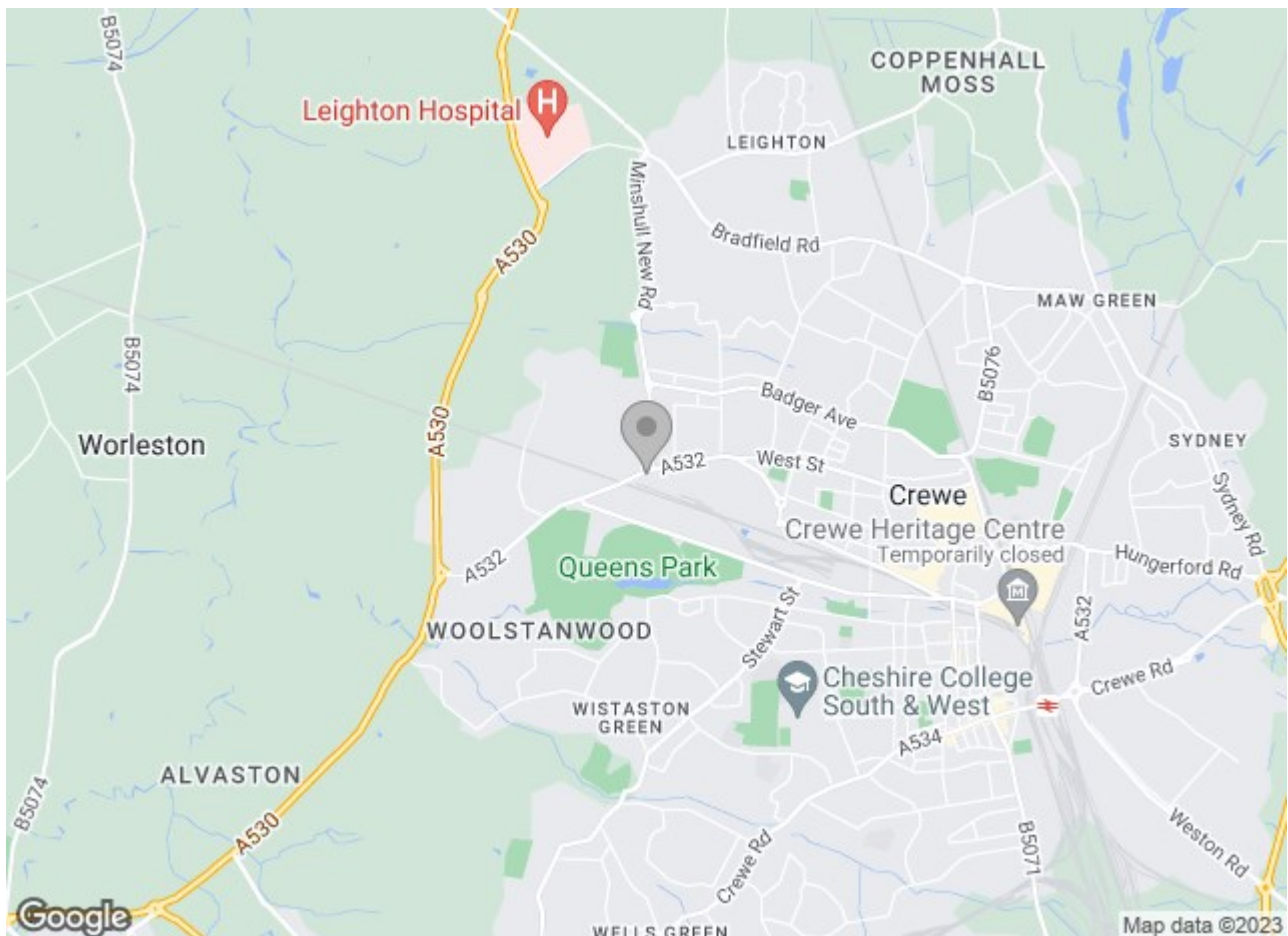 B5074
COPPENHALL
MOSS
Leighton Hospital
H
LEIGHTON
Minshull New Rd
Bradfield Rd
A530
MAW GREEN
B5074
B5076
Badger Ave
A530
SYDNEY
Worleston
A532
West St
Crewe
Sydney Rd
Crewe Heritage Centre
Temporarily closed
Hungerford Rd
Queens Park
A532
M
A532
Stewart St
WOOLSTANWOOD
Cheshire College
South & West
Crewe Rd
WISTASTON
GREEN
A534
ALVASTON
B5074
A530
Weston Rd
B5071
Crewe Rd
WELLS GREEN
Google
Map data ©2023